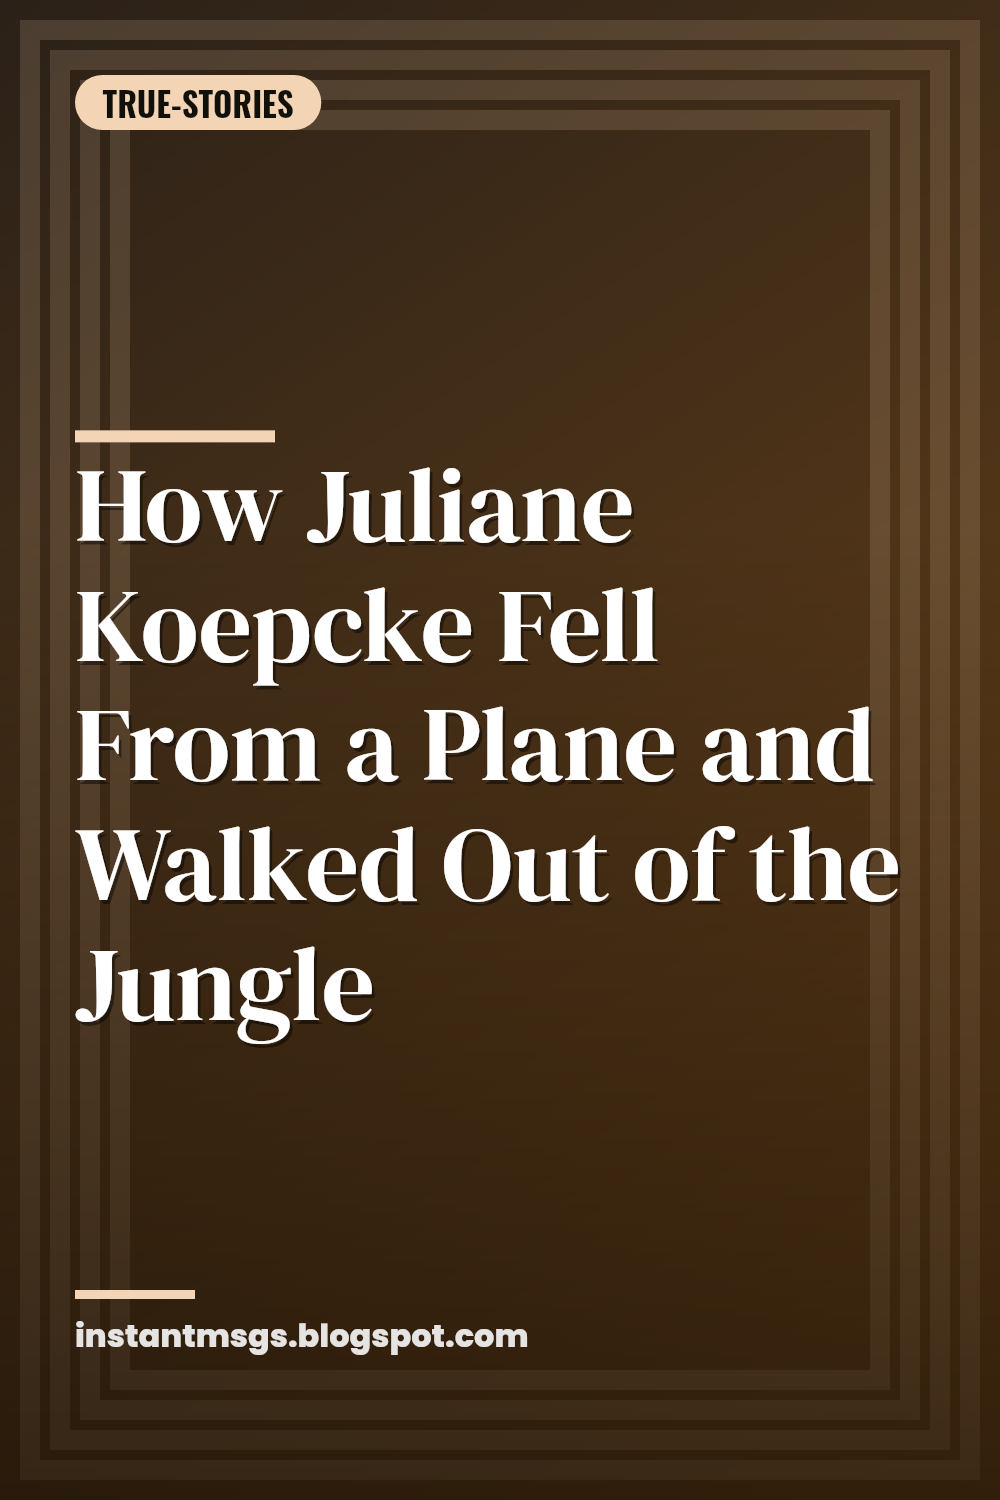 TRUE-STORIES
How Juliane
Koepcke Fell
From a Plane and
Walked Out of the
Jungle
instantmsgs.blogspot.com